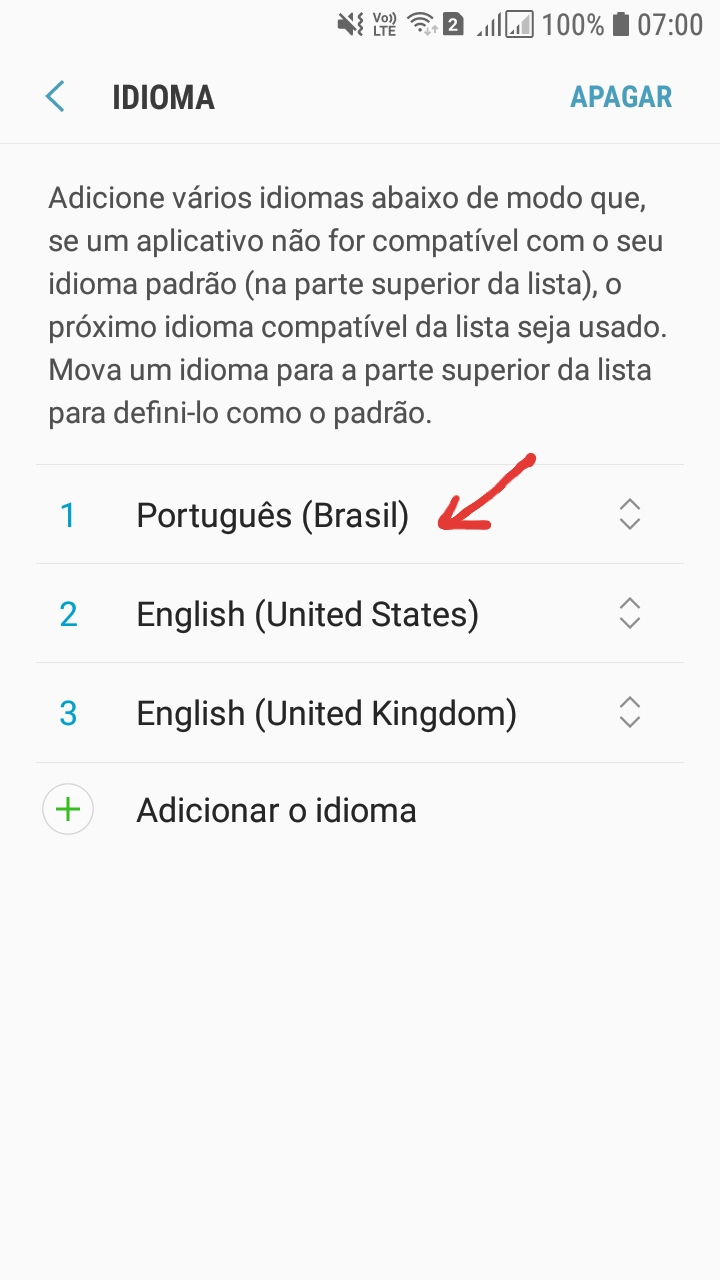 Vo)) LTE 2 100% 07:00
IDIOMA APAGAR
Adicione vários idiomas abaixo de modo que,
se um aplicativo não for compatível com o seu
idioma padrão (na parte superior da lista), o
próximo idioma compatível da lista seja usado.
Mova um idioma para a parte superior da lista
para defini-lo como o padrão.
1 Português (Brasil)
2 English (United States)
3 English (United Kingdom)
Adicionar o idioma